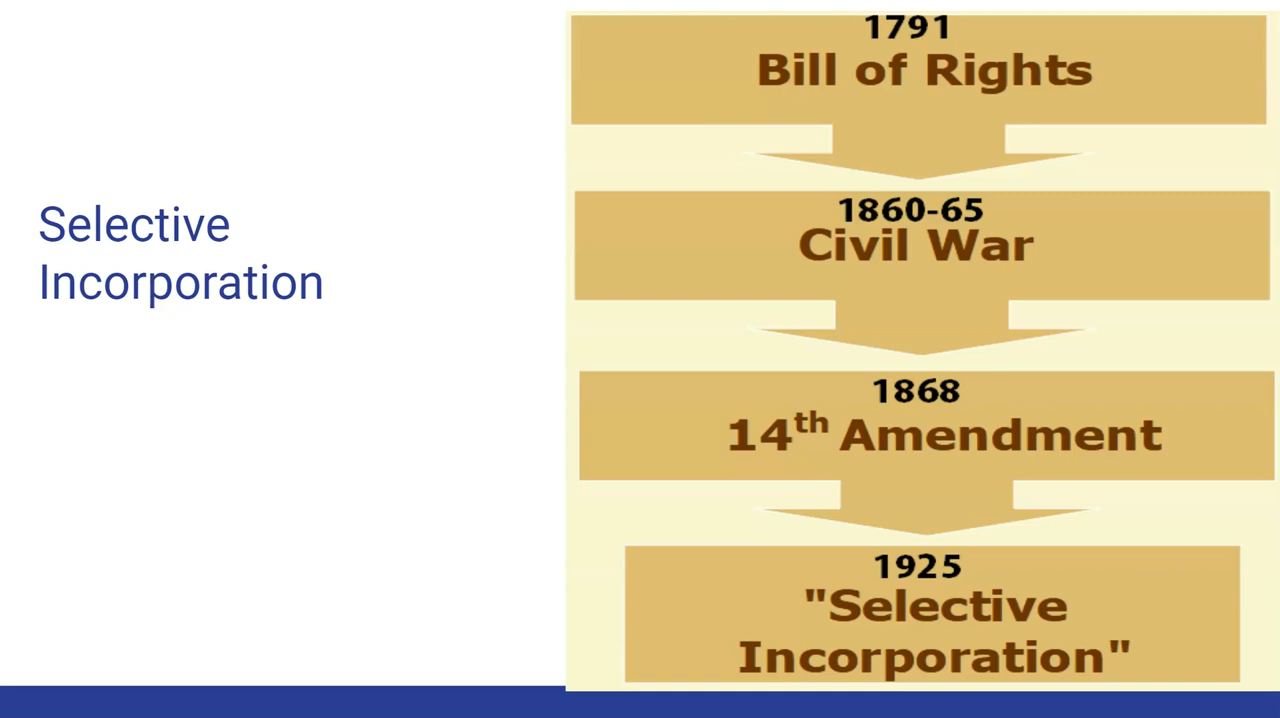 Selective
Incorporation
1791
Bill of Rights
1860-65
Civil War
1868
14th Amendment
1925
"Selective
Incorporation"